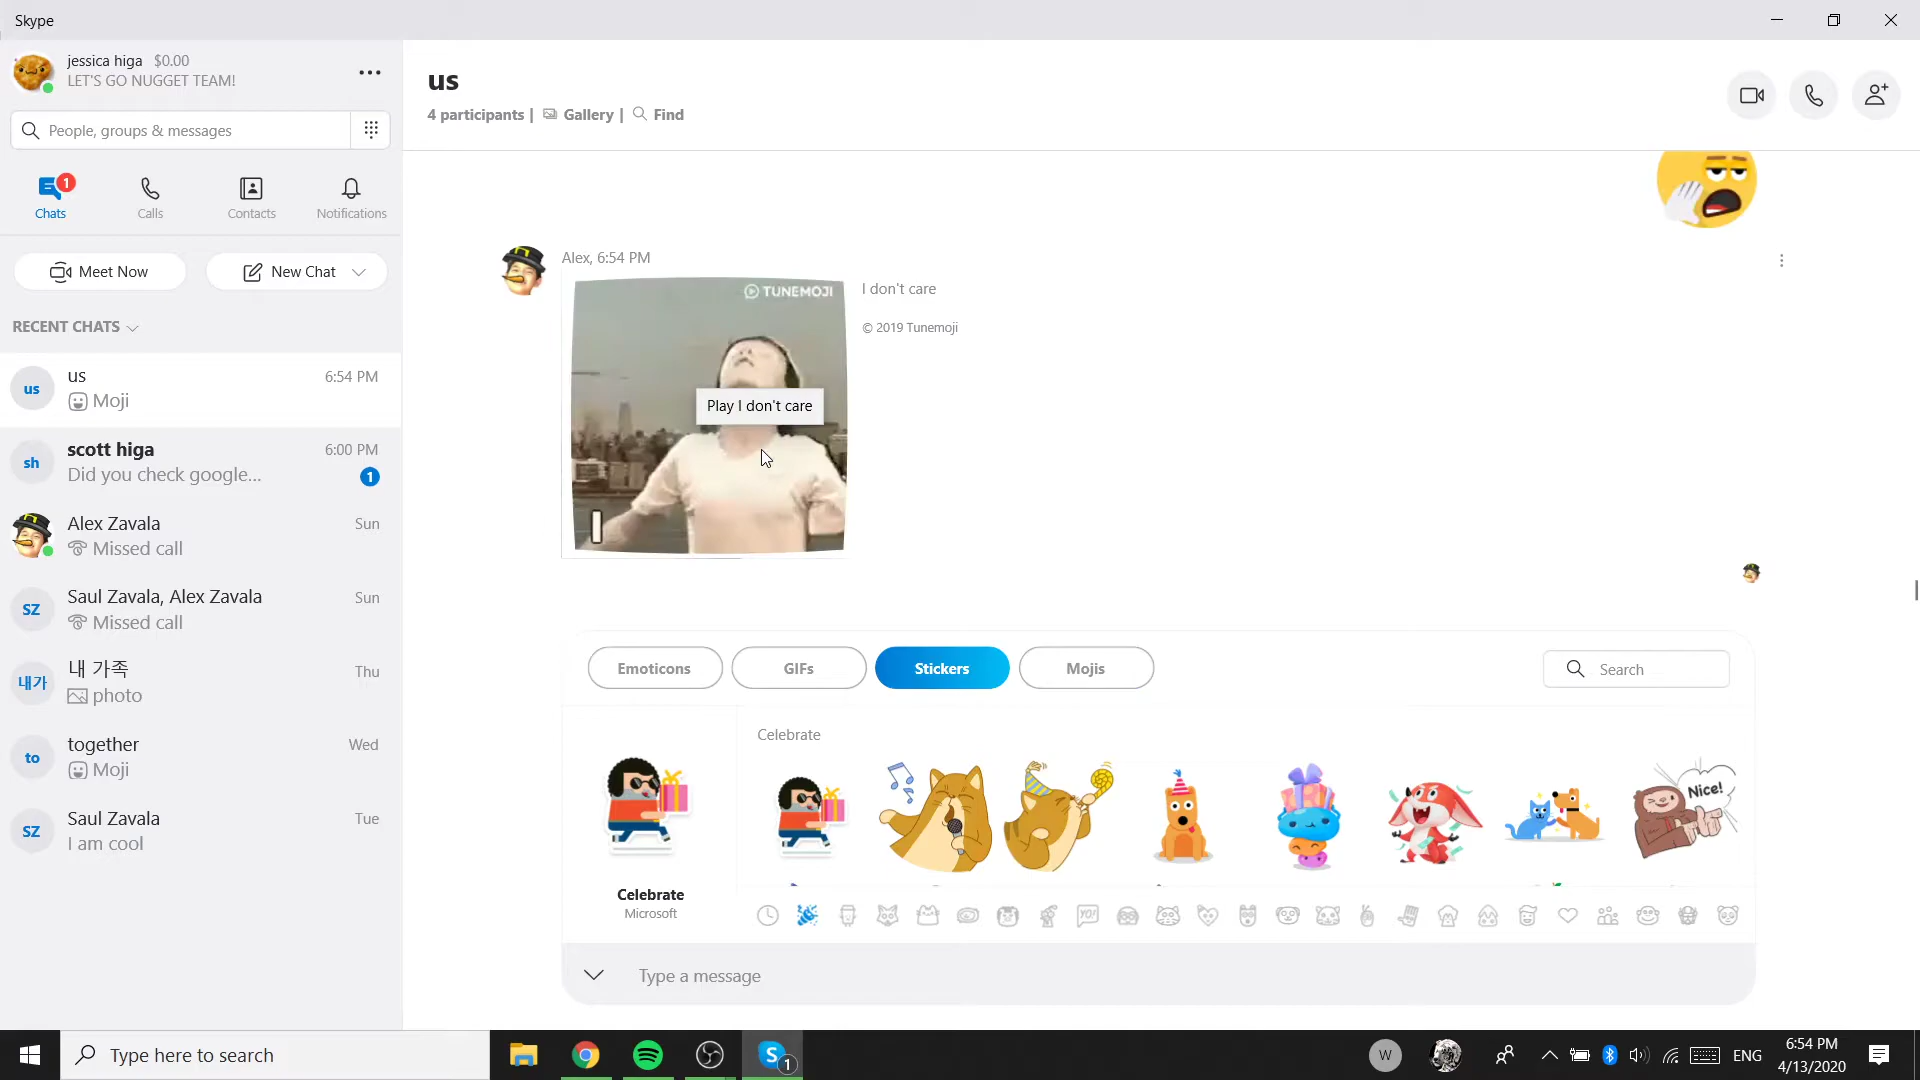 Skype
jessica higa $0.00
LET'S GO NUGGET TEAM!
People, groups & messages
1
Chats
Calls
Contacts
Notifications
Meet Now
New Chat
RECENT CHATS
us
us
6:54 PM
Moji
sh
scott higa
6:00 PM
Did you check google...
1
Alex Zavala
Sun
Missed call
SZ
Saul Zavala, Alex Zavala
Sun
Missed call
내가
내 가족
Thu
photo
to
together
Wed
Moji
SZ
Saul Zavala
Tue
I am cool
us
4 participants | Gallery | Find
Alex, 6:54 PM
TUNEMOJI
I don't care
© 2019 Tunemoji
Play I don't care
Emoticons
GIFs
Stickers
Mojis
Search
Celebrate
Nice!
Celebrate
Microsoft
YO!
Type a message
Type here to search
S
1
W
ENG
6:54 PM
4/13/2020